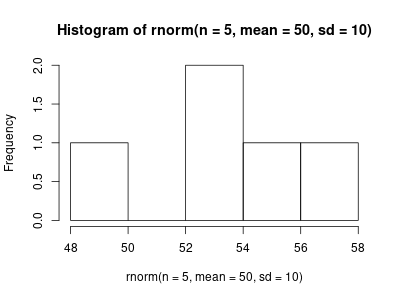 Histogram of rnorm(n = 5, mean = 50, sd = 10)
Frequency
2.0
1.5
1.0
0.5
0.0
48 50 52 54 56 58
rnorm(n = 5, mean = 50, sd = 10)